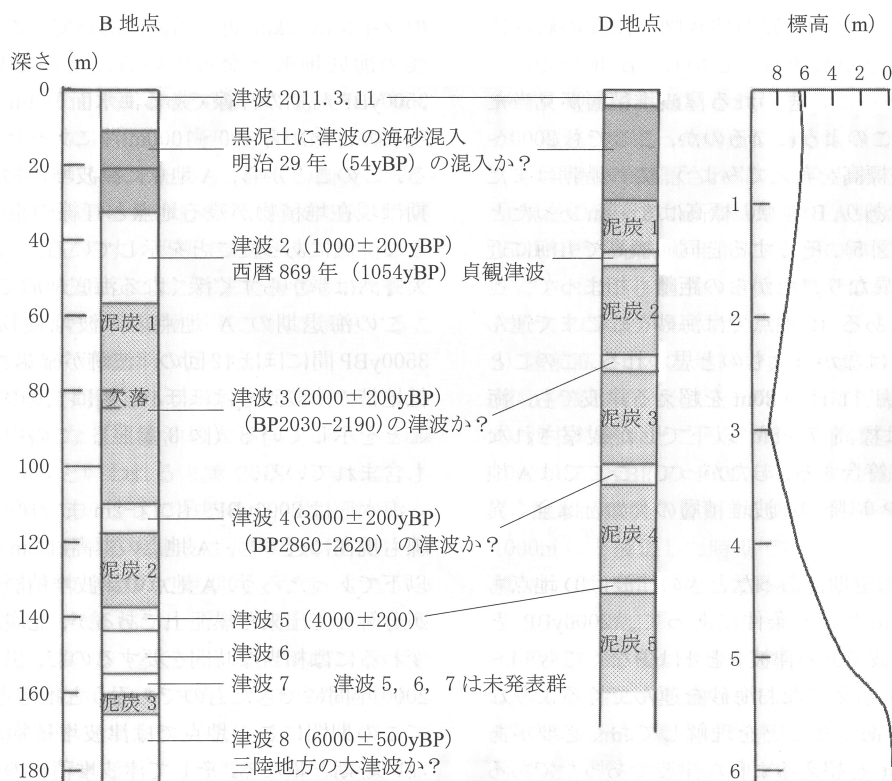 B 地点
D 地点
標高（m）
深さ（m）
8 6 4 2 0
0
20
40
60
80
100
120
140
160
180
津波 2011. 3. 11
黒泥土に津波の海砂混入
明治 29 年（54yBP）の混入か？
津波 2（1000±200yBP）
西暦 869 年（1054yBP）貞観津波
津波 3（2000±200yBP）
（BP2030-2190）の津波か？
津波 4（3000±200yBP）
（BP2860-2620）の津波か？
津波 5（4000±200）
津波 6
津波 7　津波 5，6，7 は未発表群
津波 8（6000±500yBP）
三陸地方の大津波か？
泥炭 1
欠落
泥炭 2
泥炭 3
泥炭 1
泥炭 2
泥炭 3
泥炭 4
泥炭 5
1
2
3
4
5
6